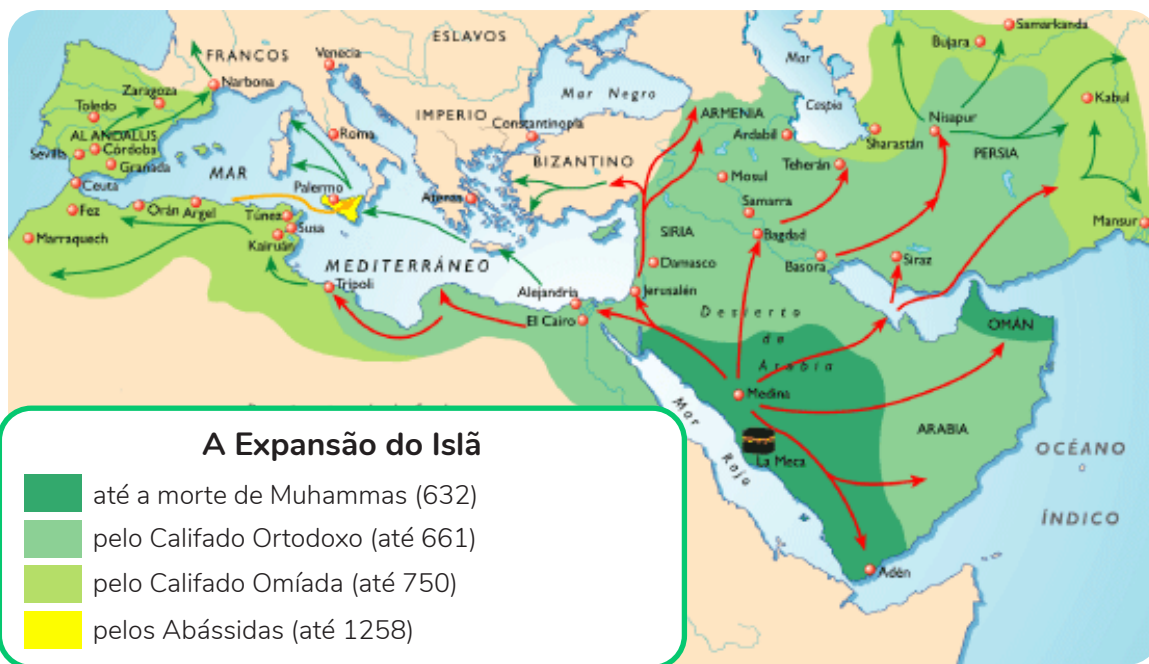 ESLAVOS
FRANCOS
Venecia
Narbona
Zaragoza
Toledo
AL ANDALUS
Córdoba
Sevilla
Granada
Ceuta
MAR
Roma
IMPERIO
Constantinopla
BIZANTINO
Mar Negro
Mar
Caspio
Samarkanda
Bujara
Kabul
ARMENIA
Ardabil
Sharastán
Nisapur
PERSIA
Teherán
Mosul
Samarra
Bagdad
Mansur
Palermo
Atenas
Fez
Orán
Argel
Túnez
Susa
Kairuán
Marraquech
MEDITERRÁNEO
Trípoli
Alejandría
El Cairo
SIRIA
Damasco
Jerusalén
Basora
Siraz
Desierto
de
Arabia
OMÁN
Medina
La Meca
Mar
Rojo
ARABIA
Adén
OCÉANO
ÍNDICO
A Expansão do Islã
até a morte de Muhammas (632)
pelo Califado Ortodoxo (até 661)
pelo Califado Omíada (até 750)
pelos Abássidas (até 1258)